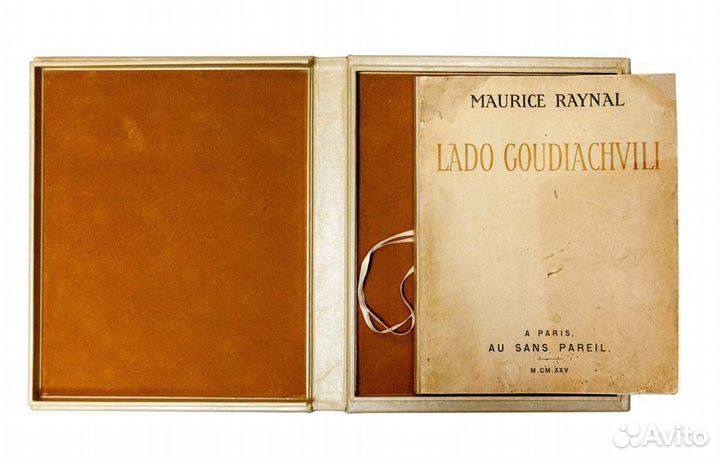 MAURICE RAYNAL
LADO GOUDIACHVILI
A PARIS,
AU SANS PAREIL.
M.CM.XXV
Avito